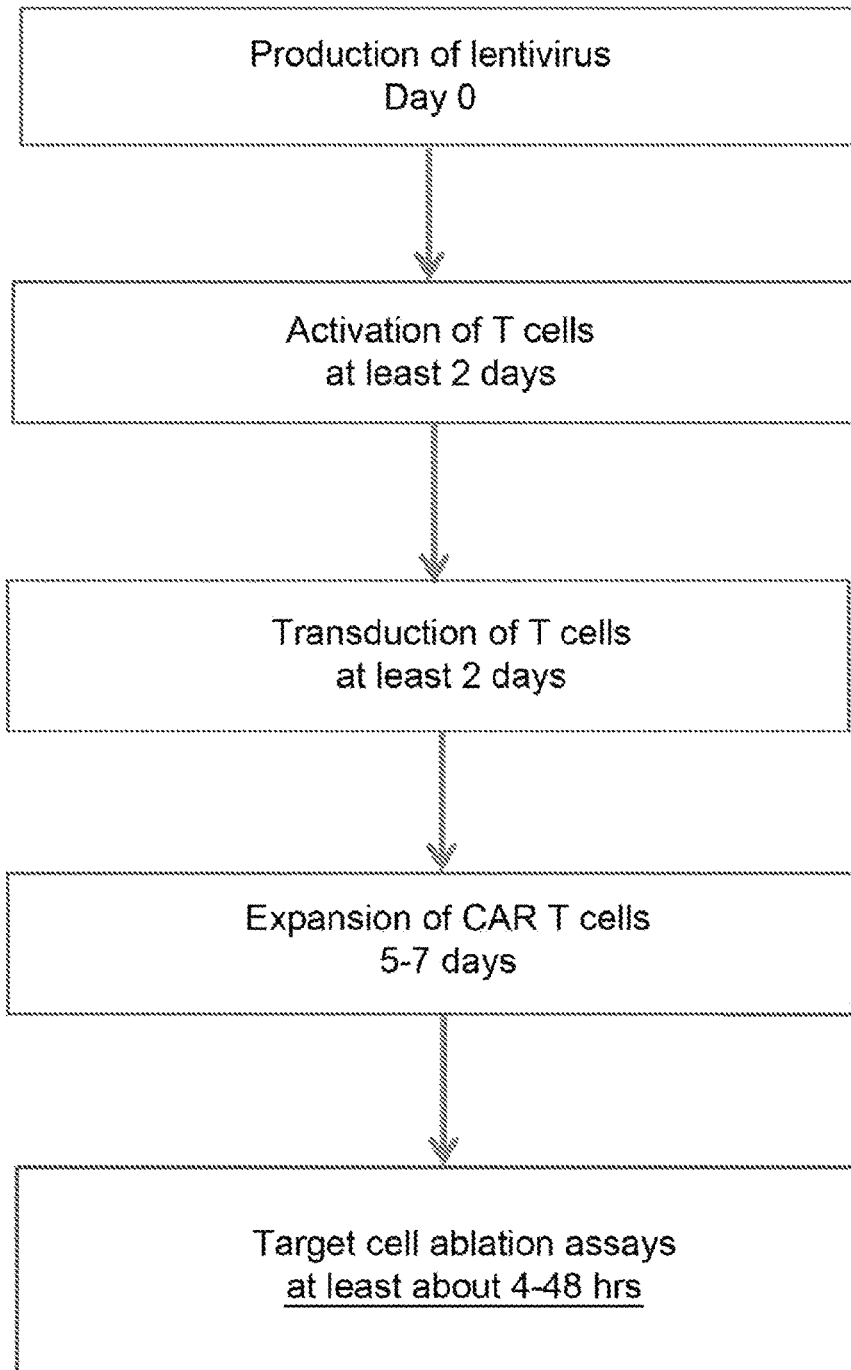 Production of lentivirus
Day 0
Activation of T cells
at least 2 days
Transduction of T cells
at least 2 days
Expansion of CAR T cells
5-7 days
Target cell ablation assays
at least about 4-48 hrs